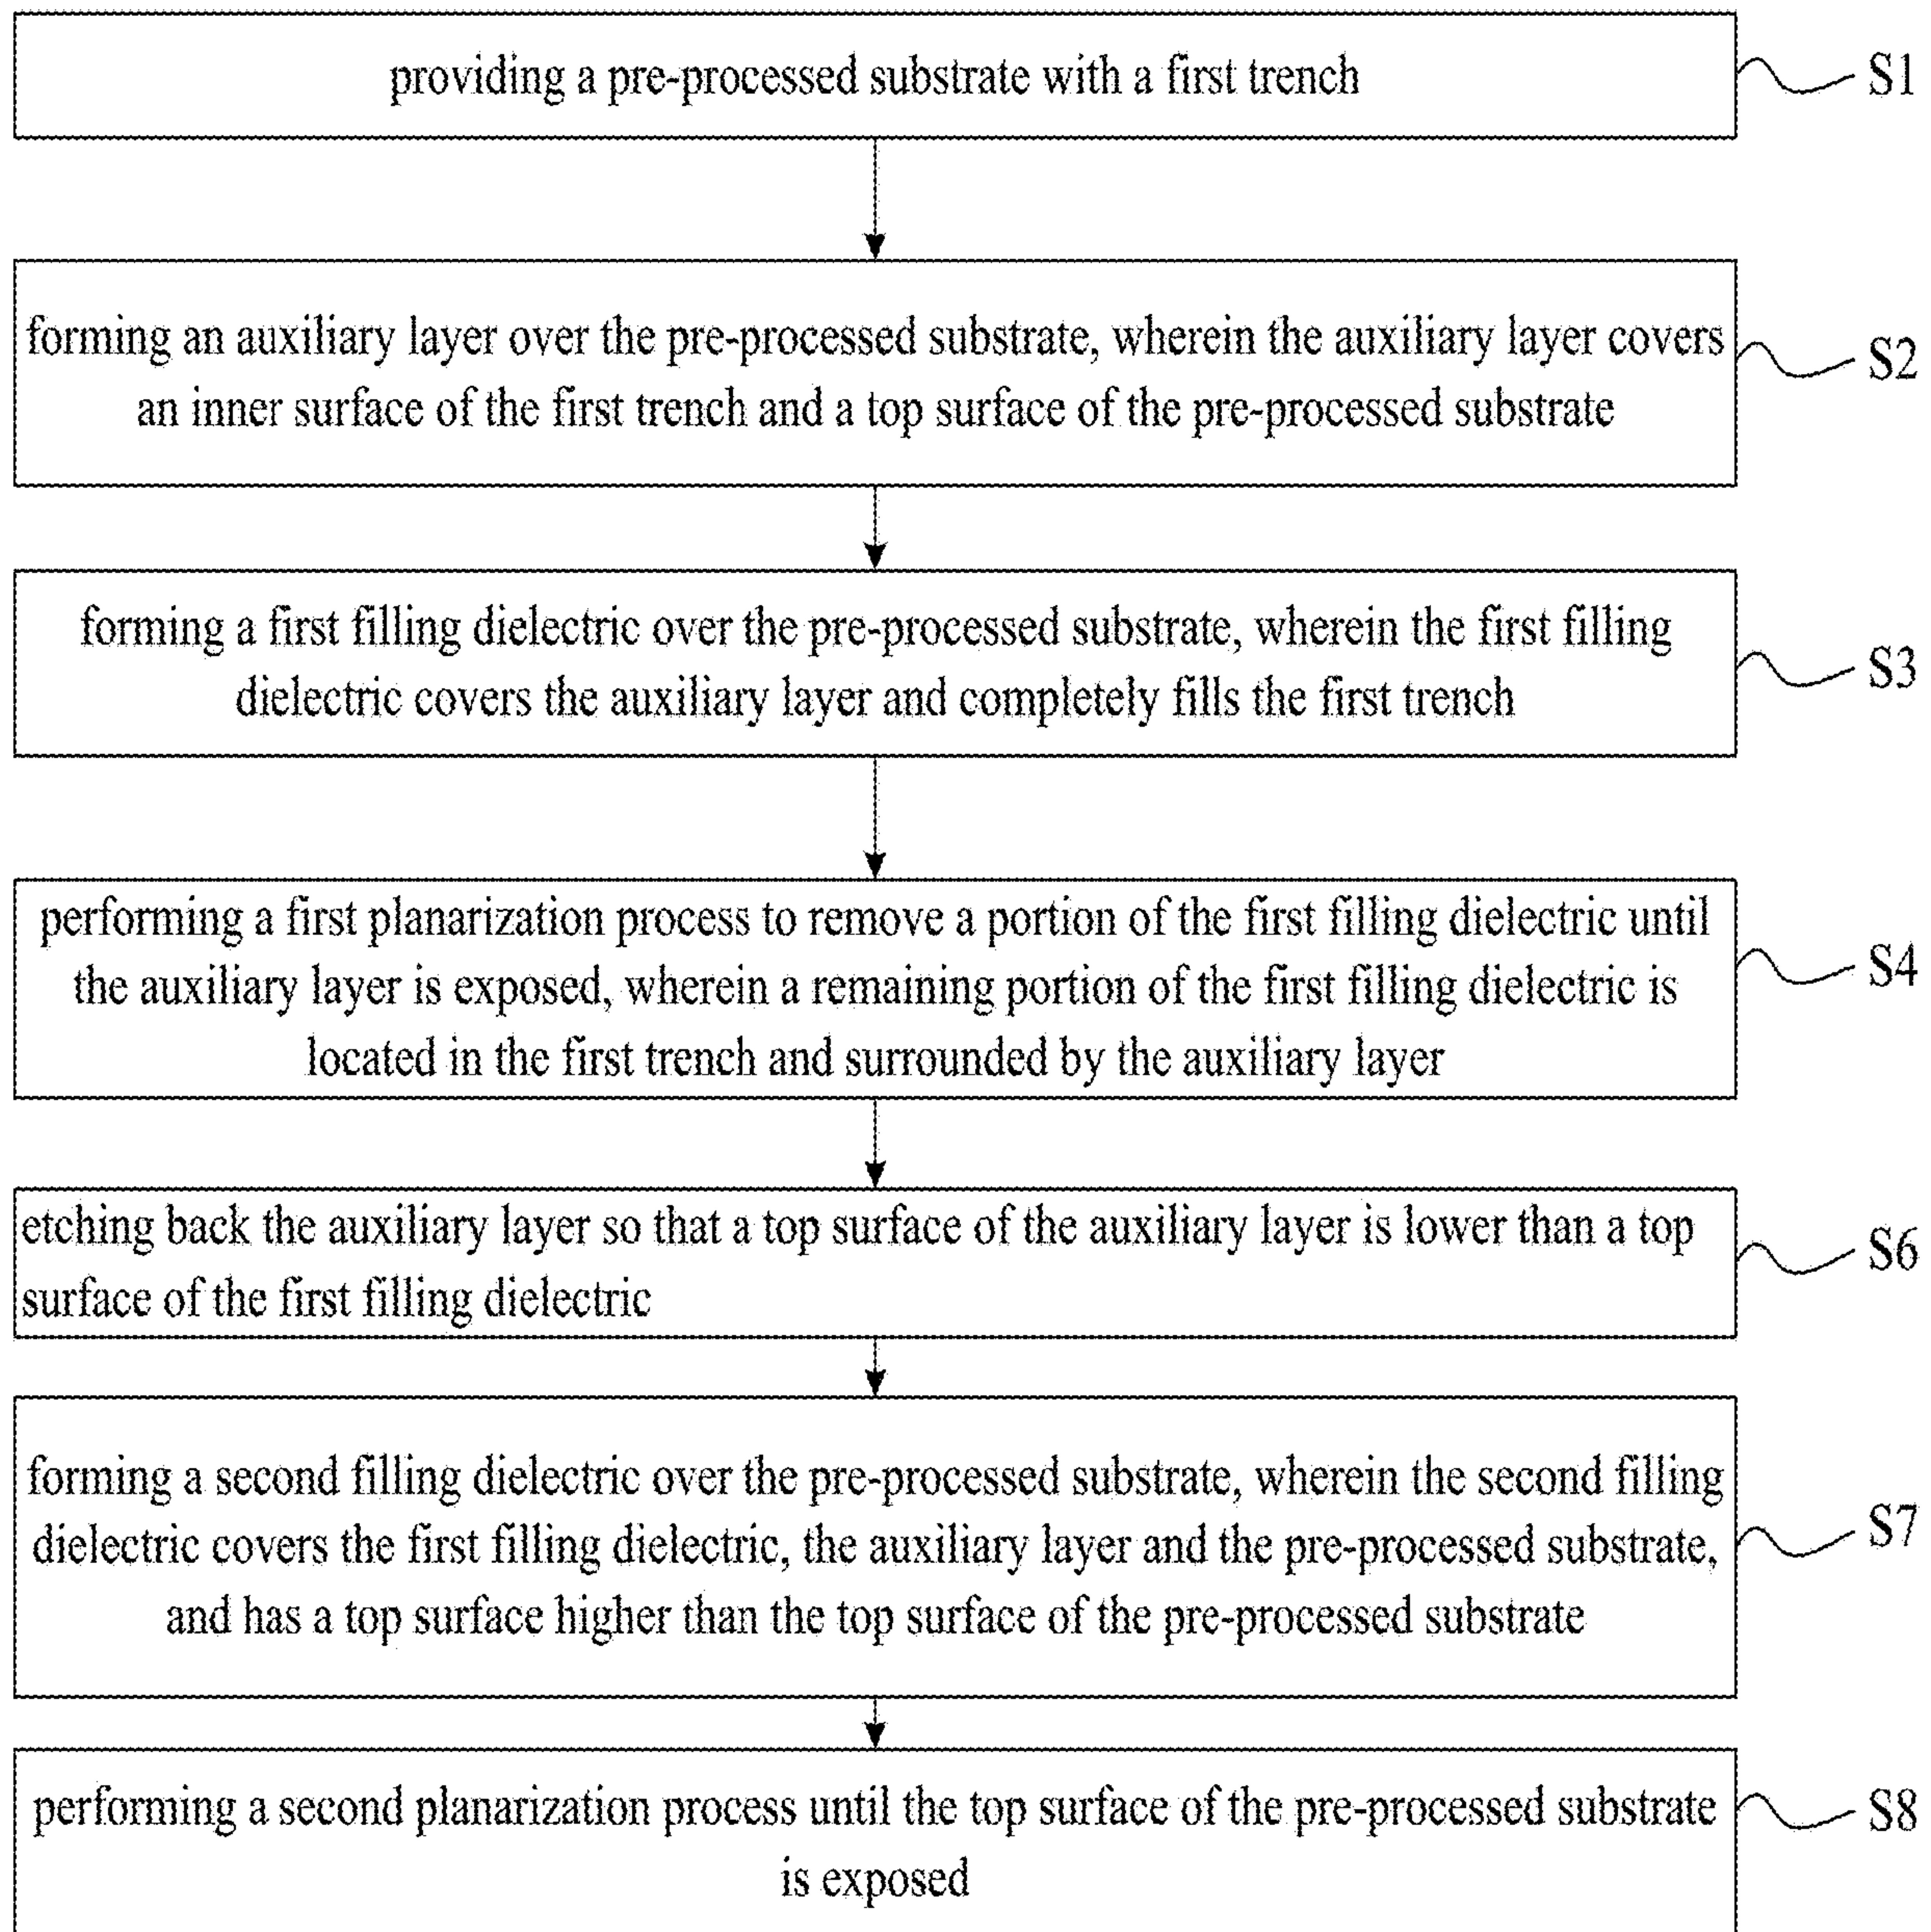 providing a pre-processed substrate with a first trench
S1
forming an auxiliary layer over the pre-processed substrate, wherein the auxiliary layer covers
an inner surface of the first trench and a top surface of the pre-processed substrate
S2
forming a first filling dielectric over the pre-processed substrate, wherein the first filling
dielectric covers the auxiliary layer and completely fills the first trench
S3
performing a first planarization process to remove a portion of the first filling dielectric until
the auxiliary layer is exposed, wherein a remaining portion of the first filling dielectric is
located in the first trench and surrounded by the auxiliary layer
S4
etching back the auxiliary layer so that a top surface of the auxiliary layer is lower than a top
surface of the first filling dielectric
S6
forming a second filling dielectric over the pre-processed substrate, wherein the second filling
dielectric covers the first filling dielectric, the auxiliary layer and the pre-processed substrate,
and has a top surface higher than the top surface of the pre-processed substrate
S7
performing a second planarization process until the top surface of the pre-processed substrate
is exposed
S8